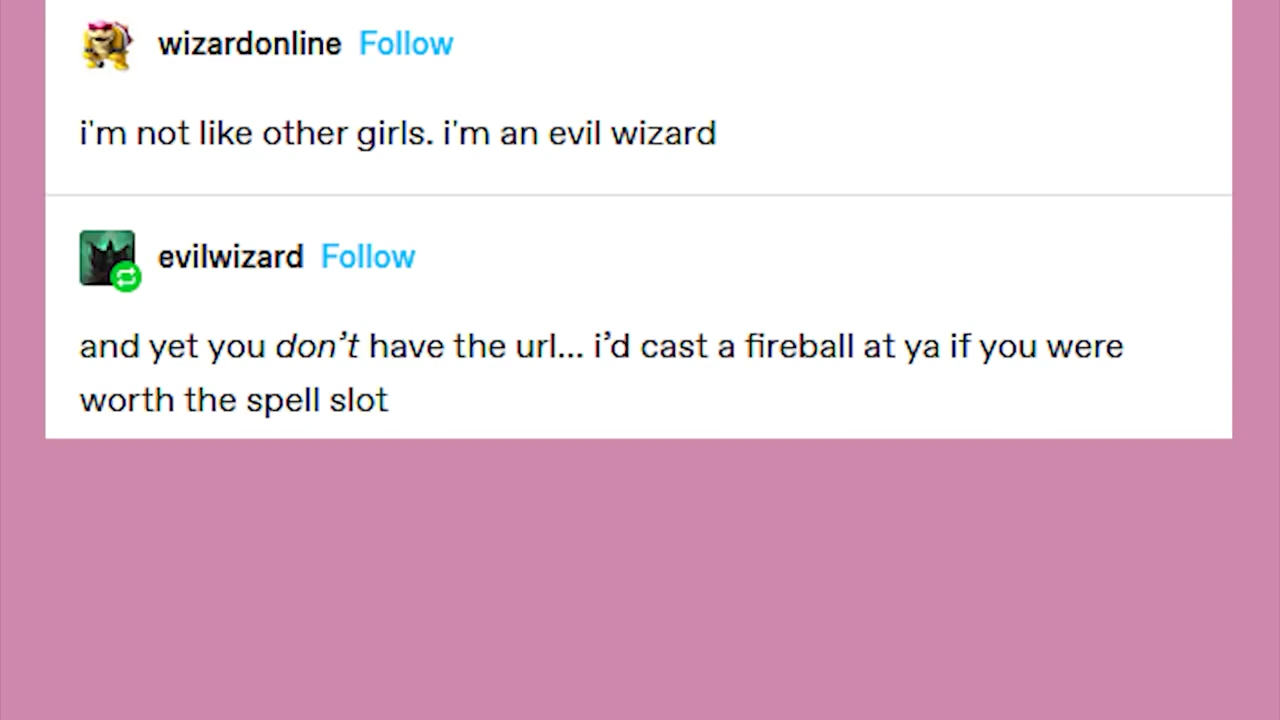 wizardonline Follow
i'm not like other girls. i'm an evil wizard
evilwizard Follow
and yet you don’t have the url... i’d cast a fireball at ya if you were
worth the spell slot